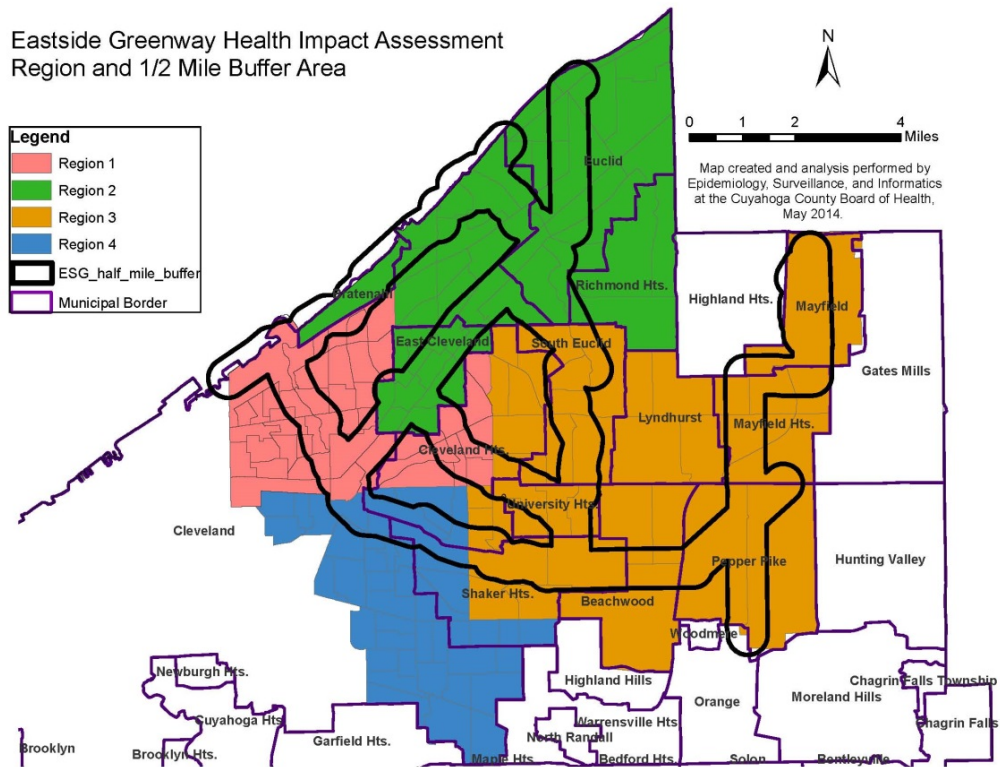 Eastside Greenway Health Impact Assessment
Region and 1/2 Mile Buffer Area
Legend
Region 1
Region 2
Region 3
Region 4
ESG_half_mile_buffer
Municipal Border
N
0 1 2 4
Miles
Map created and analysis performed by
Epidemiology, Surveillance, and Informatics
at the Cuyahoga County Board of Health,
May 2014.
Euclid
Richmond Hts.
Bratenahl
Highland Hts.
Mayfield
East Cleveland
South Euclid
Gates Mills
Lyndhurst
Mayfield Hts.
Cleveland Hts.
University Hts.
Cleveland
Pepper Pike
Hunting Valley
Shaker Hts.
Beachwood
Woodmere
Newburgh Hts.
Highland Hills
Chagrin Falls Township
Orange
Moreland Hills
Cuyahoga Hts.
Warrensville Hts.
Chagrin Falls
Garfield Hts.
North Randall
Brooklyn
Brooklyn Hts.
Maple Hts.
Bedford Hts.
Solon
Bentleyville